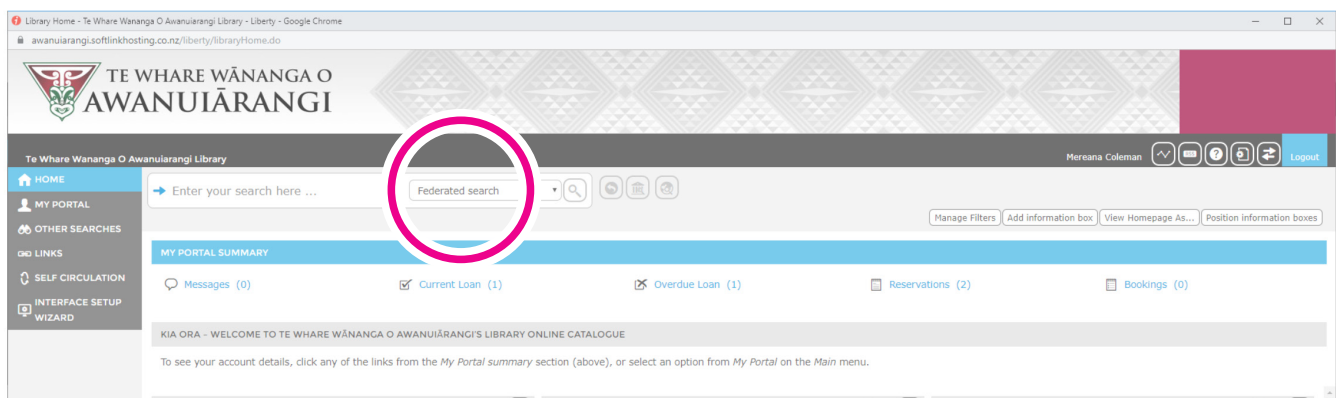 Library Home - Te Whare Wananga O Awanuiarangi Library - Liberty - Google Chrome
awanuiarangi.softlinkhosting.co.nz/liberty/libraryHome.do
TE WHARE WĀNANGA O
AWANUIĀRANGI
Te Whare Wananga O Awanuiarangi Library
Mereana Coleman
Logout
HOME
MY PORTAL
OTHER SEARCHES
LINKS
SELF CIRCULATION
INTERFACE SETUP
WIZARD
Enter your search here ...
Federated search
Manage Filters
Add information box
View Homepage As...
Position information boxes
MY PORTAL SUMMARY
Messages (0)
Current Loan (1)
Overdue Loan (1)
Reservations (2)
Bookings (0)
KIA ORA – WELCOME TO TE WHARE WĀNANGA O AWANUIĀRANGI'S LIBRARY ONLINE CATALOGUE
To see your account details, click any of the links from the My Portal summary section (above), or select an option from My Portal on the Main menu.